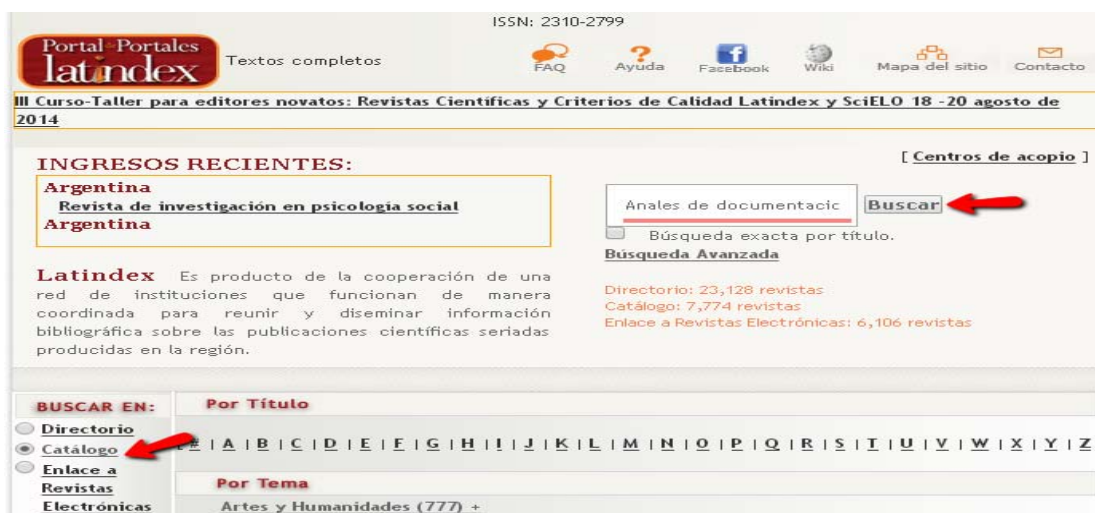 ISSN: 2310-2799
Portal de Portales
latindex
Textos completos
FAQ
Ayuda
Facebook
Wiki
Mapa del sitio
Contacto
III Curso-Taller para editores novatos: Revistas Científicas y Criterios de Calidad Latindex y SciELO 18 -20 agosto de
2014
[ Centros de acopio ]
INGRESOS RECIENTES:
Argentina
Revista de investigación en psicología social
Argentina
Anales de documentacic
Buscar
Búsqueda exacta por título.
Búsqueda Avanzada
Directorio: 23,128 revistas
Catálogo: 7,774 revistas
Enlace a Revistas Electrónicas: 6,106 revistas
Latindex Es producto de la cooperación de una
red de instituciones que funcionan de manera
coordinada para reunir y diseminar información
bibliográfica sobre las publicaciones científicas seriadas
producidas en la región.
BUSCAR EN:
Directorio
Catálogo
Enlace a
Revistas
Electrónicas
Por Título
# | A | B | C | D | E | F | G | H | I | J | K | L | M | N | O | P | Q | R | S | T | U | V | W | X | Y | Z
Por Tema
Artes y Humanidades (777) +